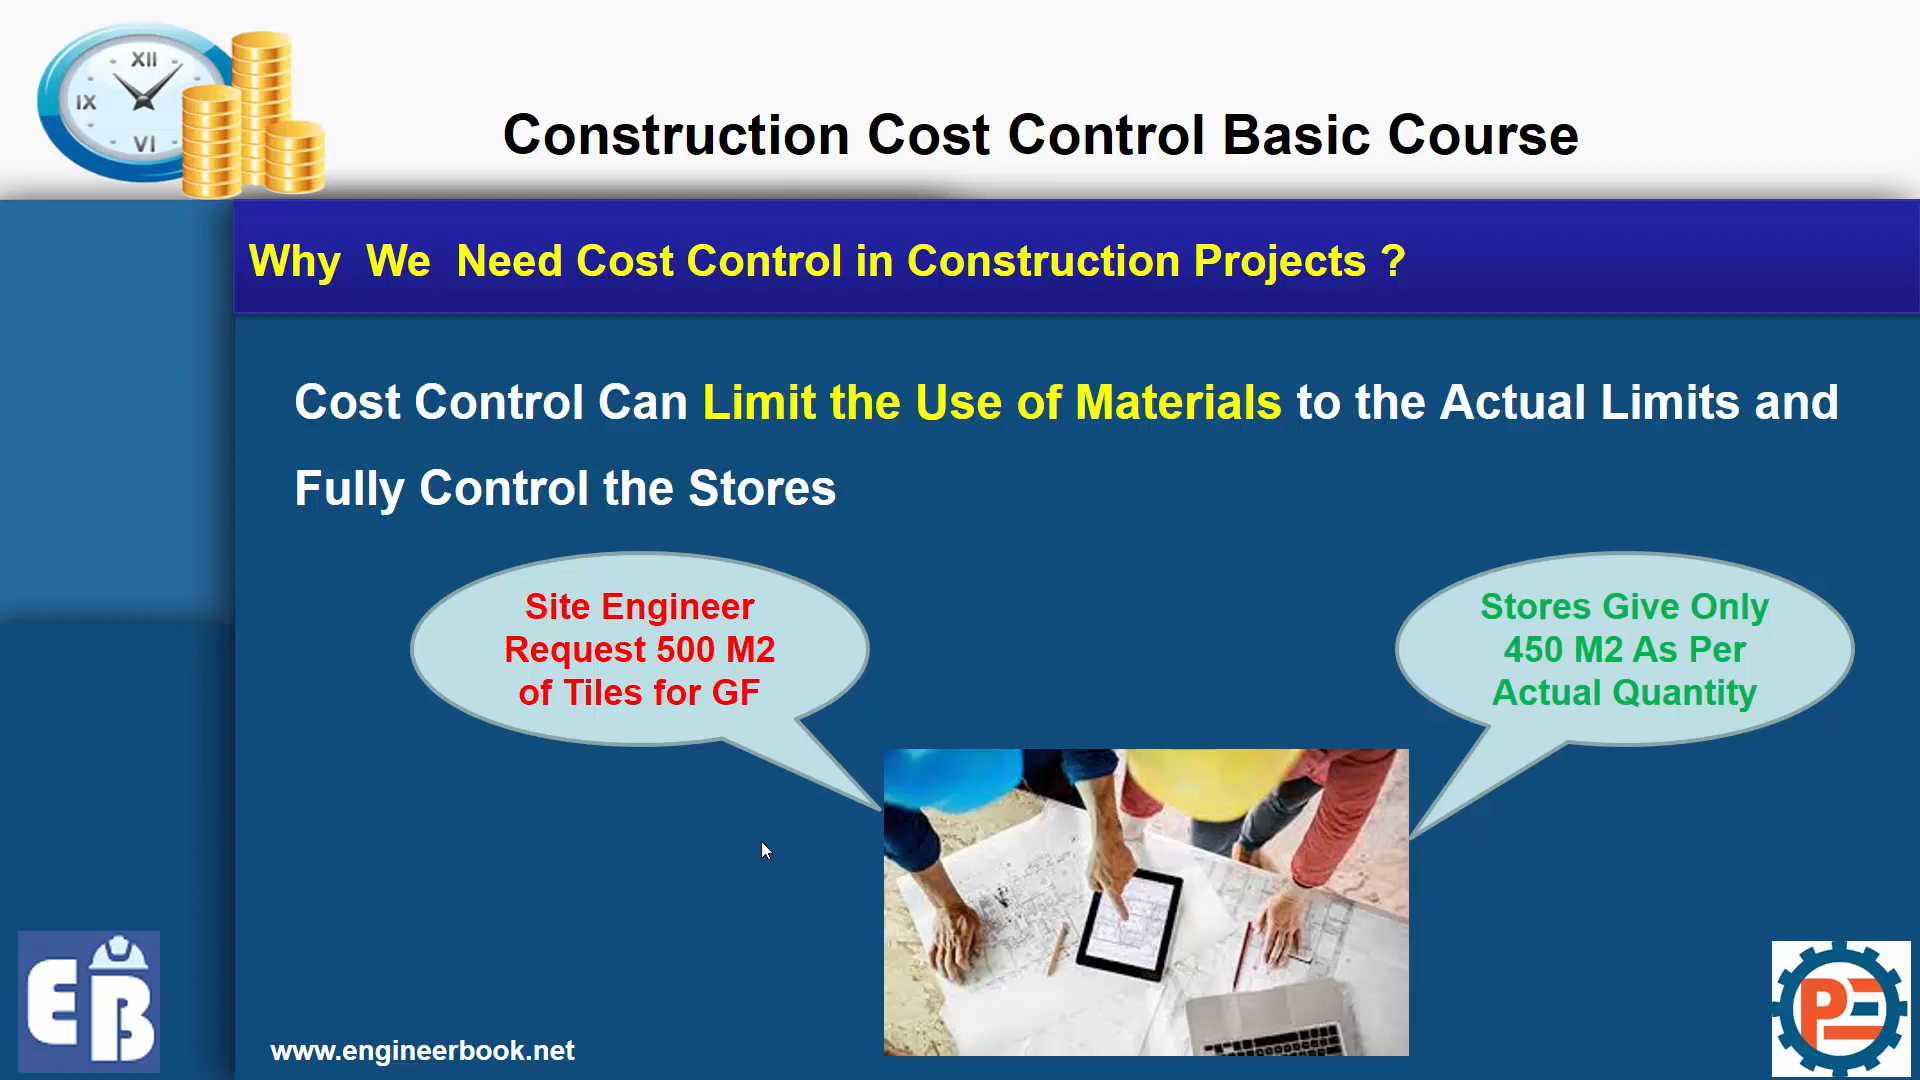 XII
IX
VI
Construction Cost Control Basic Course
Why We Need Cost Control in Construction Projects ?
Cost Control Can Limit the Use of Materials to the Actual Limits and
Fully Control the Stores
Site Engineer
Request 500 M2
of Tiles for GF
Stores Give Only
450 M2 As Per
Actual Quantity
EB
www.engineerbook.net
PE